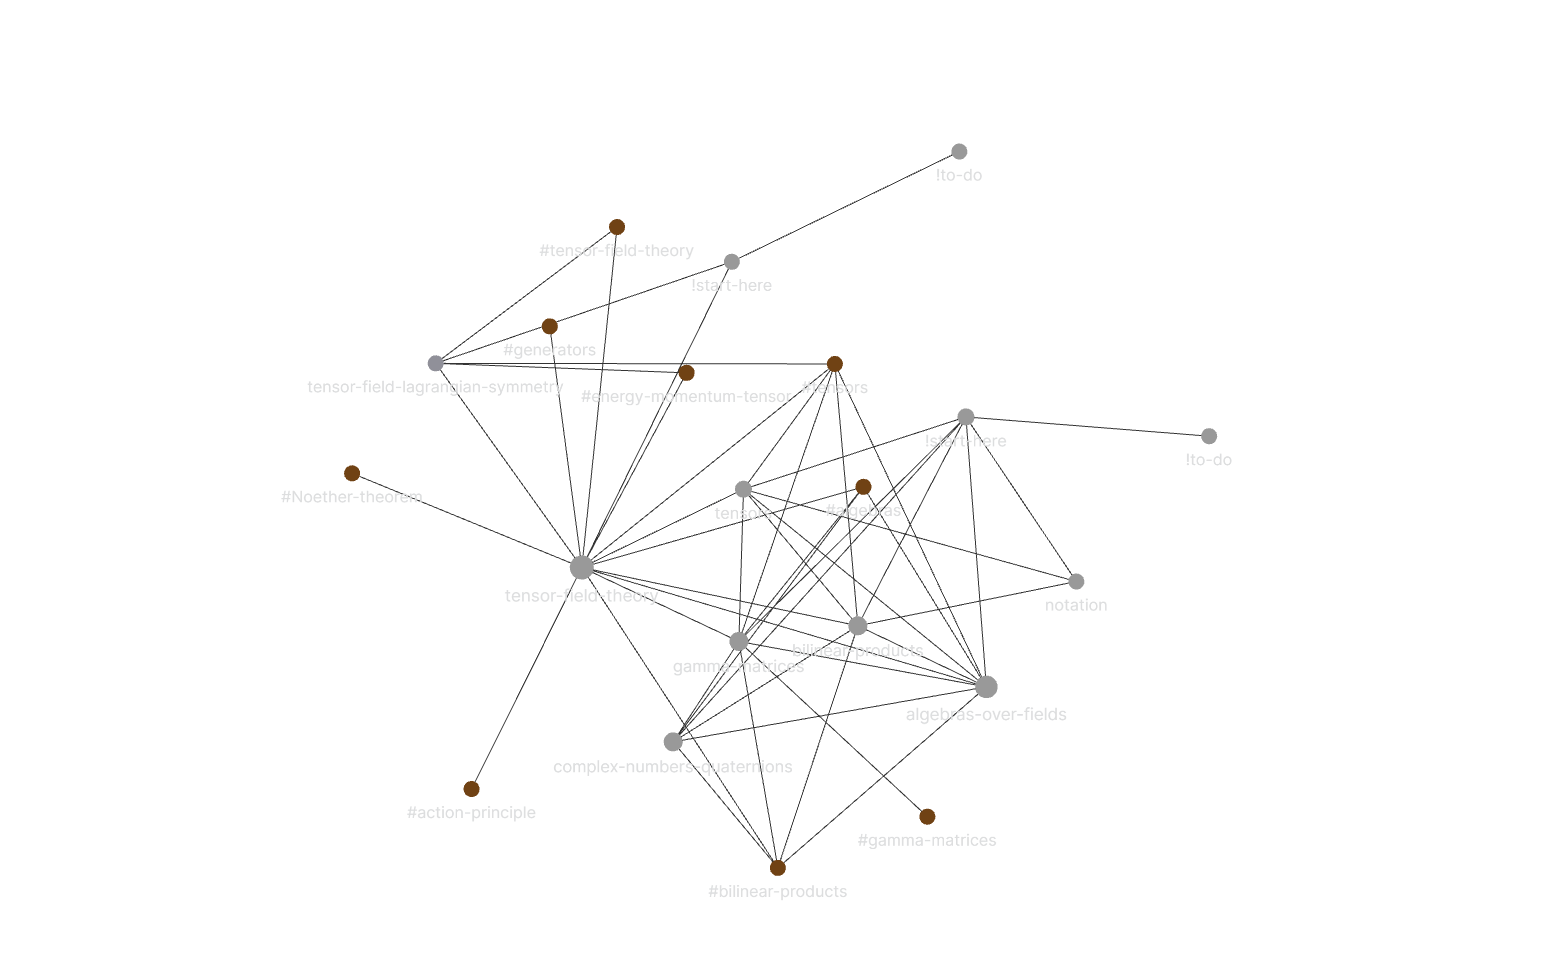 !to-do
#tensor-field-theory
!start-here
#generators
tensor-field-lagrangian-symmetry
#energy-momentum-tensor
#tensors
!start-here
!to-do
#Noether-theorem
tensors
#algebras
tensor-field-theory
notation
bilinear-products
gamma-matrices
algebras-over-fields
complex-numbers-quaternions
#action-principle
#gamma-matrices
#bilinear-products